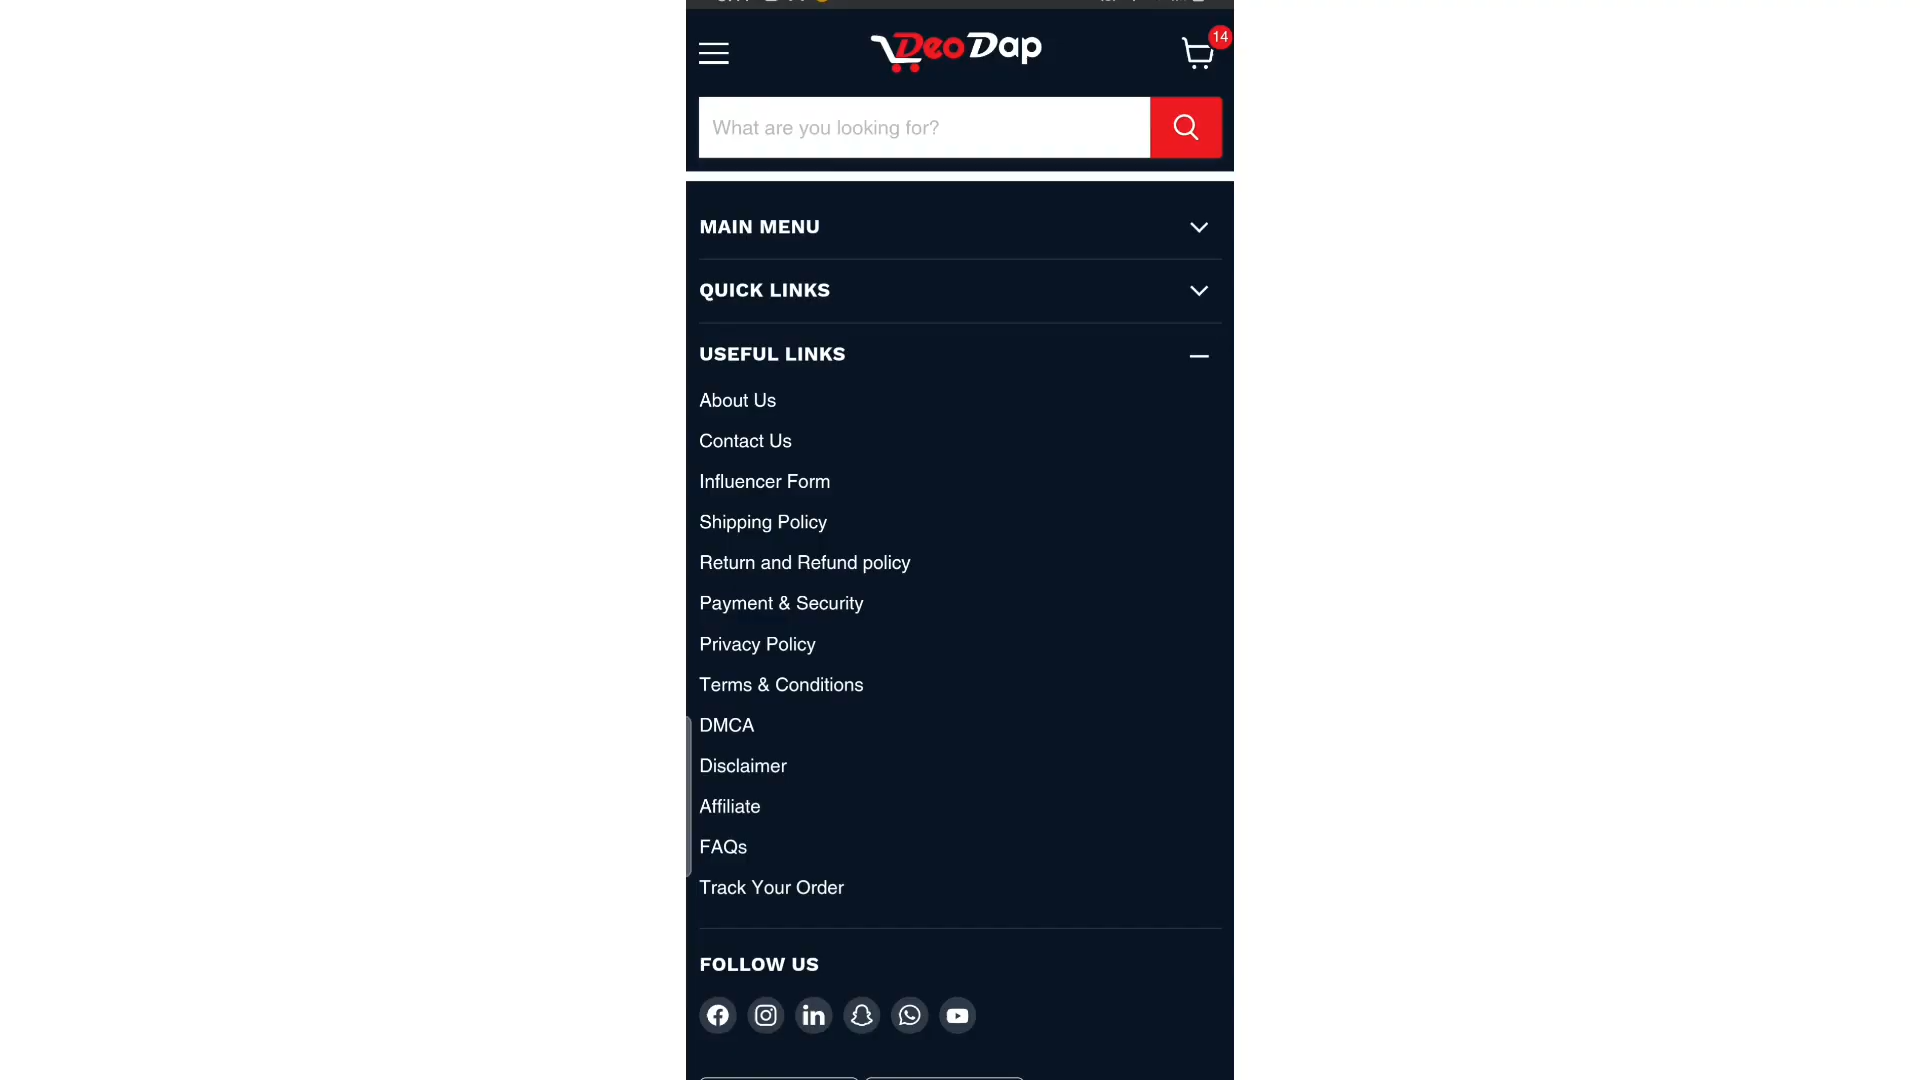 DeoDap
14
What are you looking for?
MAIN MENU
QUICK LINKS
USEFUL LINKS
About Us
Contact Us
Influencer Form
Shipping Policy
Return and Refund policy
Payment & Security
Privacy Policy
Terms & Conditions
DMCA
Disclaimer
Affiliate
FAQs
Track Your Order
FOLLOW US